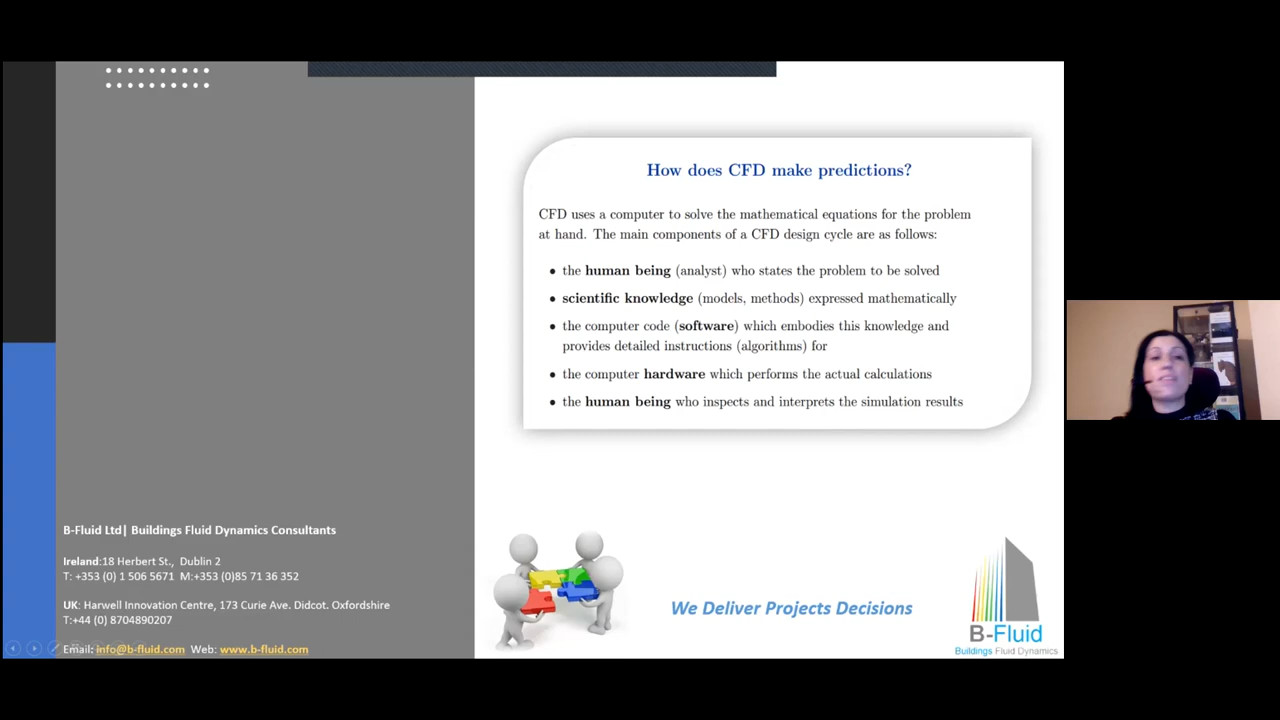 How does CFD make predictions?
CFD uses a computer to solve the mathematical equations for the problem
at hand. The main components of a CFD design cycle are as follows:
• the human being (analyst) who states the problem to be solved
• scientific knowledge (models, methods) expressed mathematically
• the computer code (software) which embodies this knowledge and
provides detailed instructions (algorithms) for
• the computer hardware which performs the actual calculations
• the human being who inspects and interprets the simulation results
B-Fluid Ltd| Buildings Fluid Dynamics Consultants
Ireland:18 Herbert St., Dublin 2
T: +353 (0) 1 506 5671 M:+353 (0)85 71 36 352
UK: Harwell Innovation Centre, 173 Curie Ave. Didcot. Oxfordshire
T:+44 (0) 8704890207
Email: info@b-fluid.com Web: www.b-fluid.com
We Deliver Projects Decisions
B-Fluid
Buildings Fluid Dynamics